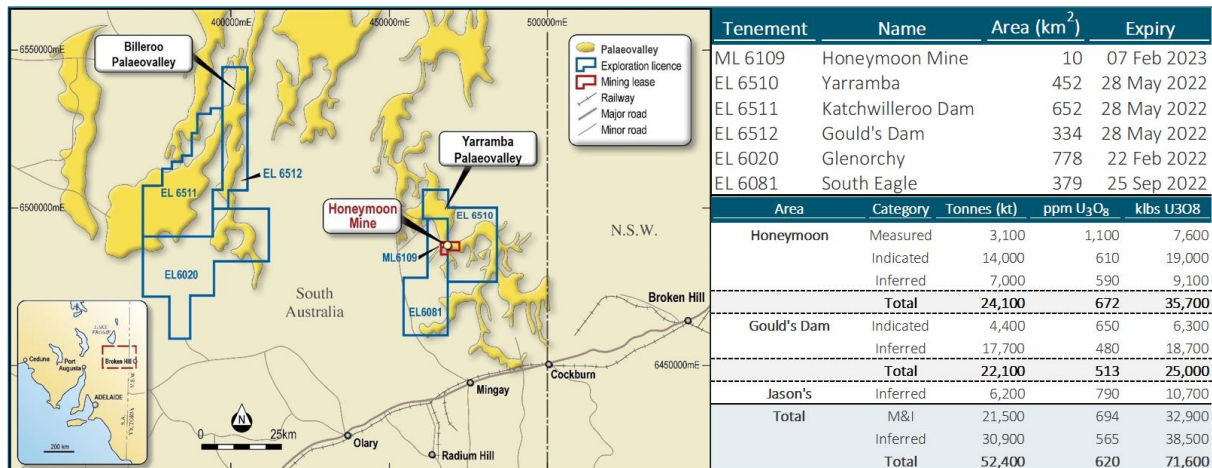 400000mE
450000mE
500000mE
6550000mE
6500000mE
6450000mE
Billeroo
Palaeovalley
Palaeovalley
Exploration licence
Mining lease
Railway
Major road
Minor road
Yarramba
Palaeovalley
EL 6511
EL 6512
EL6020
Honeymoon
Mine
EL 6510
ML6109
EL6081
N.S.W.
South
Australia
Broken Hill
Cockburn
Mingay
Olary
Radium Hill
N
0 25km
LAKE
FROME
Ceduna
Port
Augusta
Broken Hill
ADELAIDE
N.S.W.
S.A.
VICTORIA
200 km
Tenement Name Area (km²) Expiry
ML 6109 Honeymoon Mine 10 07 Feb 2023
EL 6510 Yarramba 452 28 May 2022
EL 6511 Katchwilleroo Dam 652 28 May 2022
EL 6512 Gould's Dam 334 28 May 2022
EL 6020 Glenorchy 778 22 Feb 2022
EL 6081 South Eagle 379 25 Sep 2022
Area Category Tonnes (kt) ppm U₃O₈ klbs U3O8
Honeymoon Measured 3,100 1,100 7,600
Indicated 14,000 610 19,000
Inferred 7,000 590 9,100
Total 24,100 672 35,700
Gould's Dam Indicated 4,400 650 6,300
Inferred 17,700 480 18,700
Total 22,100 513 25,000
Jason's Inferred 6,200 790 10,700
Total M&I 21,500 694 32,900
Inferred 30,900 565 38,500
Total 52,400 620 71,600